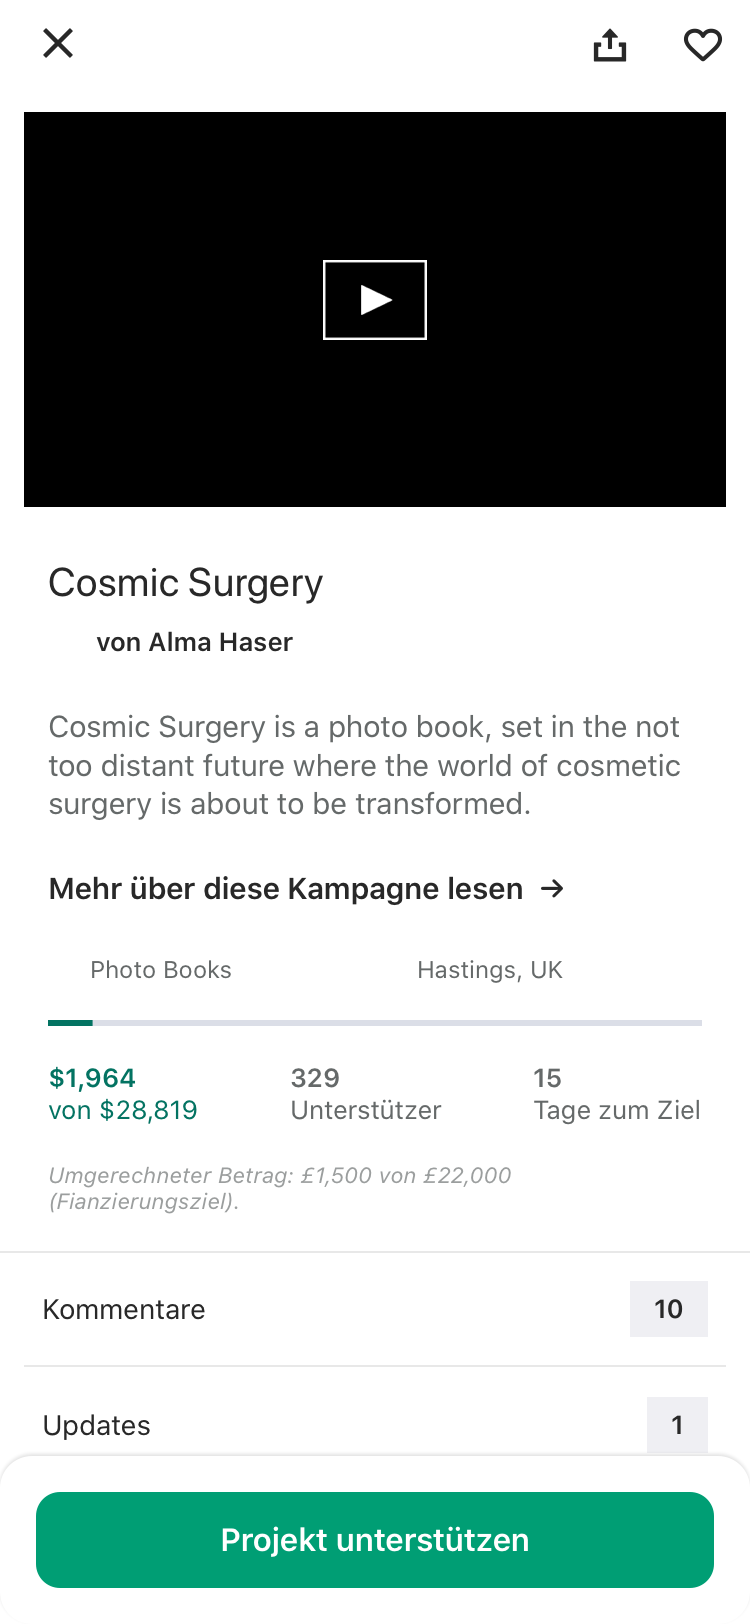 Cosmic Surgery
von Alma Haser
Cosmic Surgery is a photo book, set in the not
too distant future where the world of cosmetic
surgery is about to be transformed.
Mehr über diese Kampagne lesen →
Photo Books
Hastings, UK
$1,964
von $28,819
329
Unterstützer
15
Tage zum Ziel
Umgerechneter Betrag: £1,500 von £22,000
(Fianzierungsziel).
Kommentare
10
Updates
1
Projekt unterstützen